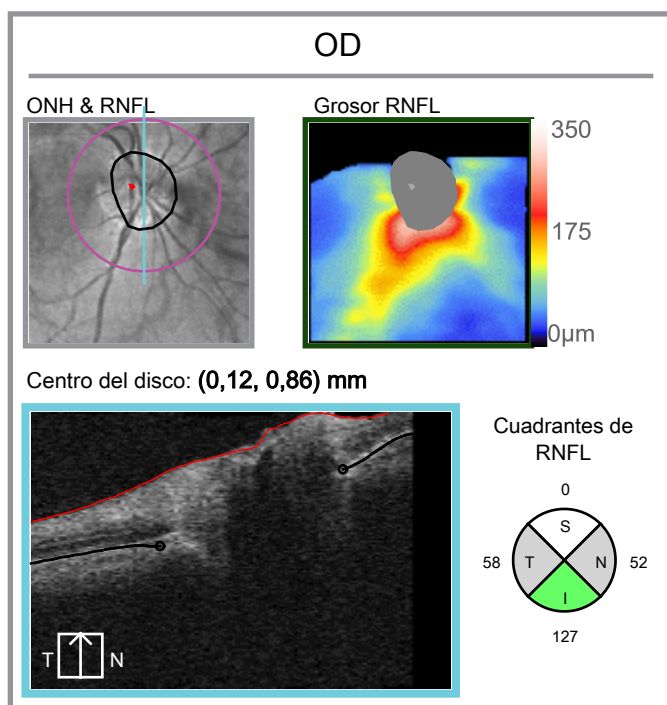 OD
ONH & RNFL
Grosor RNFL
350
175
0µm
Centro del disco: (0,12, 0,86) mm
T N
Cuadrantes de
RNFL
0
S
58 T N 52
I
127